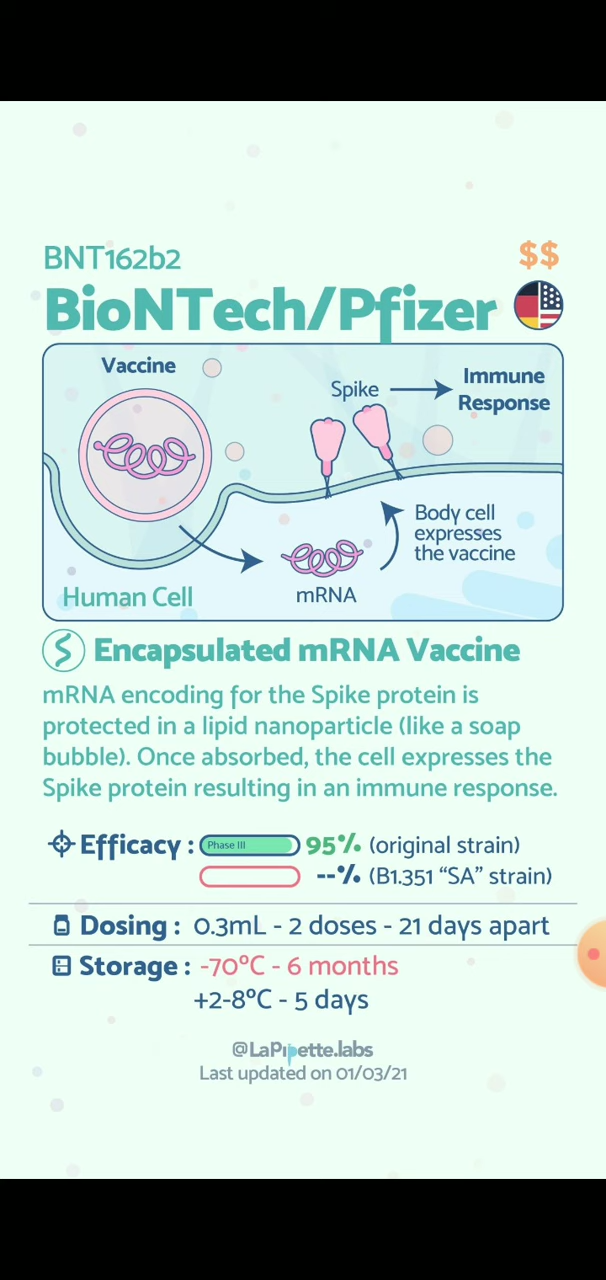 BNT162b2
$$
BioNTech/Pfizer
Vaccine
Spike
Immune
Response
Body cell
expresses
the vaccine
mRNA
Human Cell
Encapsulated mRNA Vaccine
mRNA encoding for the Spike protein is
protected in a lipid nanoparticle (like a soap
bubble). Once absorbed, the cell expresses the
Spike protein resulting in an immune response.
Efficacy : Phase III 95% (original strain)
--% (B1.351 “SA” strain)
Dosing : 0.3mL - 2 doses - 21 days apart
Storage : -70ºC - 6 months
+2-8ºC - 5 days
@LaPipette.labs
Last updated on 01/03/21